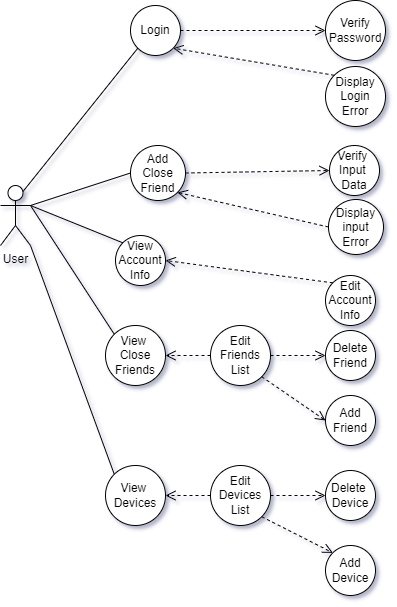 Login
Verify
Password
Display
Login
Error
Add
Close
Friend
Verify
Input
Data
Display
input
Error
User
View
Account
Info
Edit
Account
Info
View
Close
Friends
Edit
Friends
List
Delete
Friend
Add
Friend
View
Devices
Edit
Devices
List
Delete
Device
Add
Device